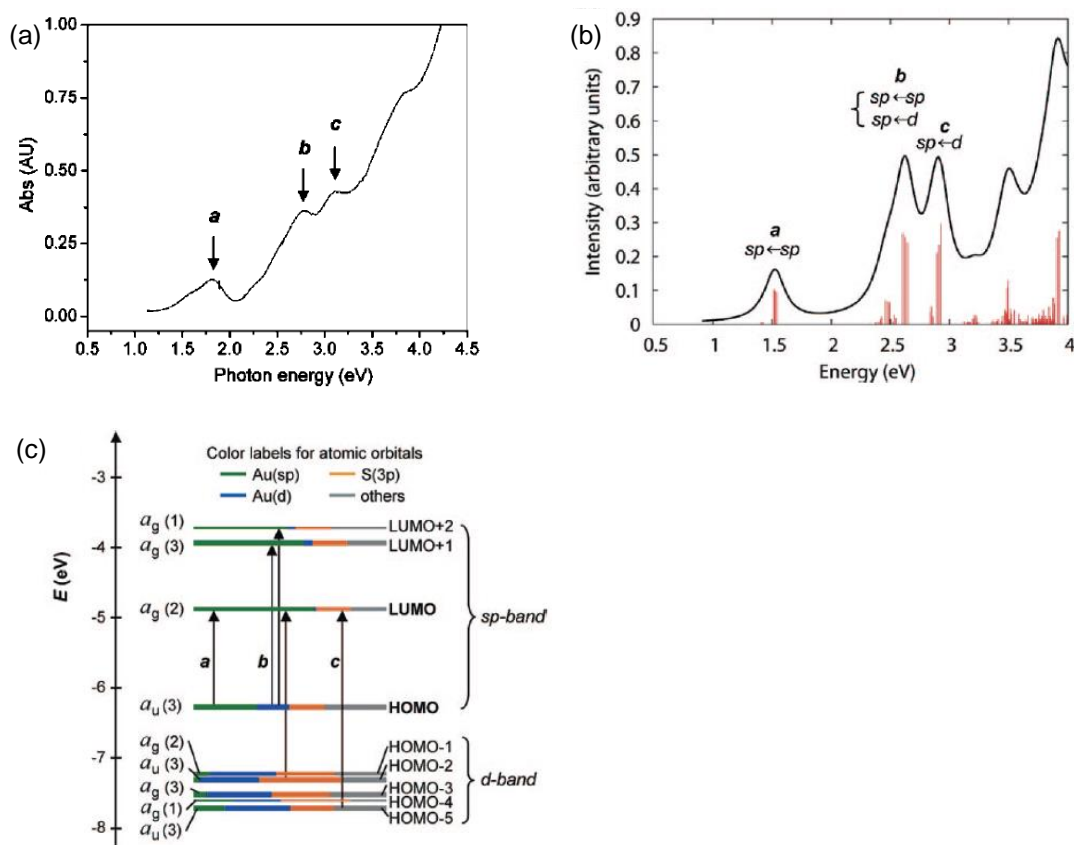 (a)
1.00
0.75
0.50
0.25
0.00
Abs (AU)
a
b
c
0.5 1.0 1.5 2.0 2.5 3.0 3.5 4.0 4.5
Photon energy (eV)
(b)
0.9
0.8
0.7
0.6
0.5
0.4
0.3
0.2
0.1
0
Intensity (arbitrary units)
b
sp←sp
sp←d
c
sp←d
a
sp←sp
0.5 1 1.5 2 2.5 3 3.5 4
Energy (eV)
(c)
Color labels for atomic orbitals
Au(sp) S(3p)
Au(d) others
E (eV)
-3
-4
-5
-6
-7
-8
ag (1) LUMO+2
ag (3) LUMO+1
ag (2) LUMO
sp-band
a b c
au (3) HOMO
ag (2) HOMO-1
au (3) HOMO-2
ag (3) HOMO-3
ag (1) HOMO-4
au (3) HOMO-5
d-band